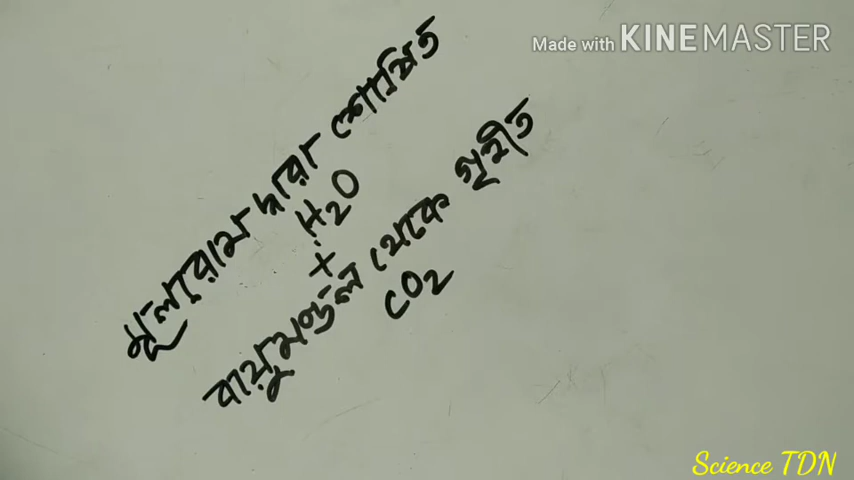 Made with KINEMASTER
মূলরোম দ্বারা শোষিত
H2O
+
বায়ুমণ্ডল থেকে গৃহীত
CO2
Science TDN